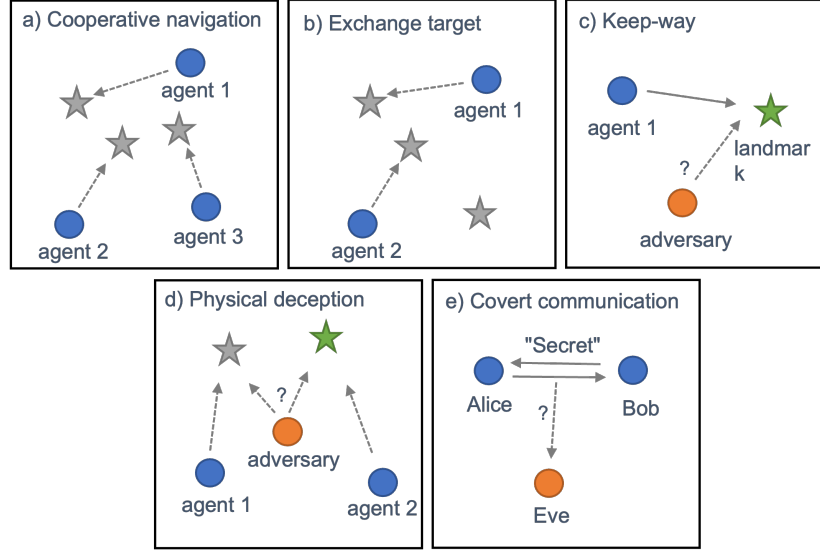 a) Cooperative navigation
agent 1
agent 2
agent 3
b) Exchange target
agent 1
agent 2
c) Keep-way
agent 1
landmar
k
?
adversary
d) Physical deception
?
adversary
agent 1
agent 2
e) Covert communication
"Secret"
Alice
Bob
?
Eve